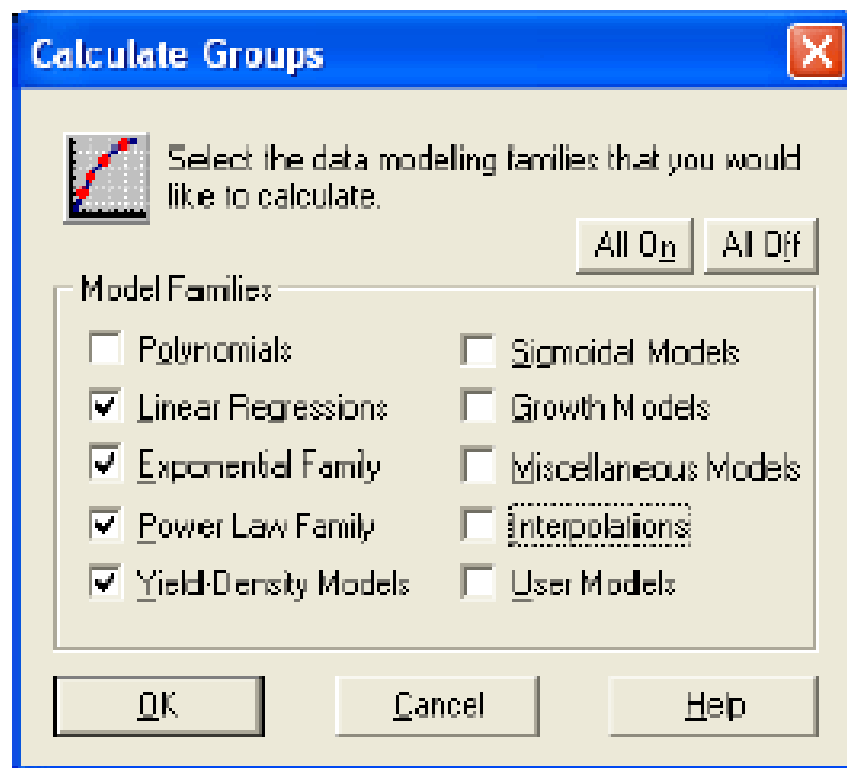 Calculate Groups
Select the data modeling families that you would
like to calculate.
All On All Off
Model Families
Polynomials
Linear Regressions
Exponential Family
Power Law Family
Yield-Density Models
Sigmoidal Models
Growth Models
Miscellaneous Models
Interpolations
User Models
OK Cancel Help